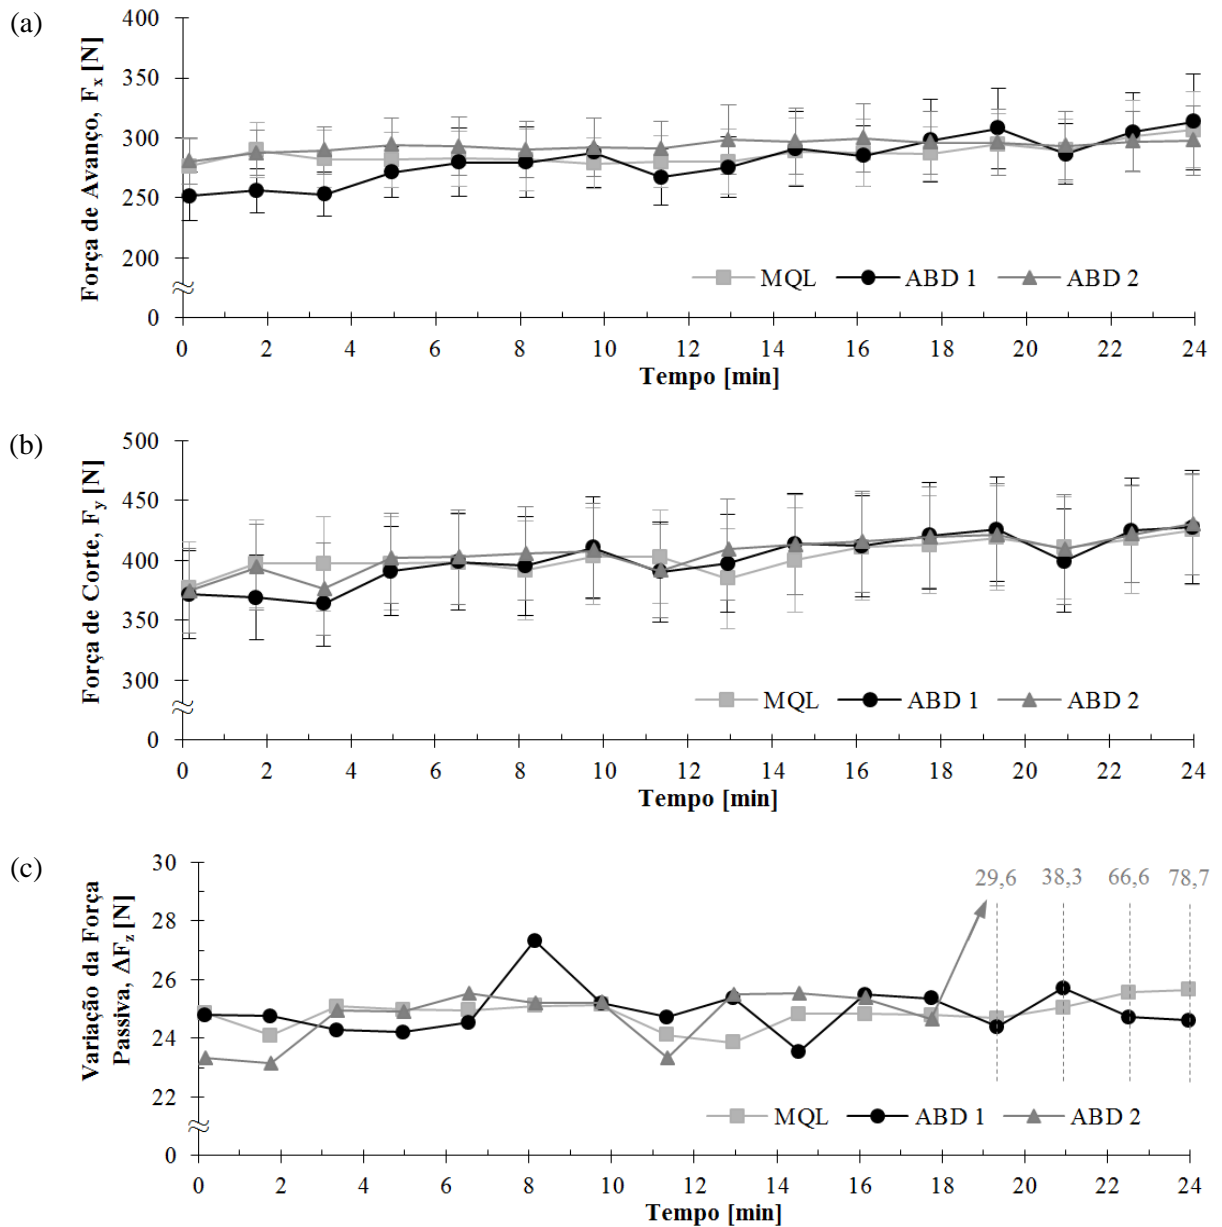 (a)
Força de Avanço, Fx [N]
400
350
300
250
200
0
MQL ABD 1 ABD 2
0 2 4 6 8 10 12 14 16 18 20 22 24
Tempo [min]
(b)
Força de Corte, Fy [N]
500
450
400
350
300
0
MQL ABD 1 ABD 2
0 2 4 6 8 10 12 14 16 18 20 22 24
Tempo [min]
(c)
Variação da Força
Passiva, ΔFz [N]
30
28
26
24
22
0
29,6 38,3 66,6 78,7
MQL ABD 1 ABD 2
0 2 4 6 8 10 12 14 16 18 20 22 24
Tempo [min]